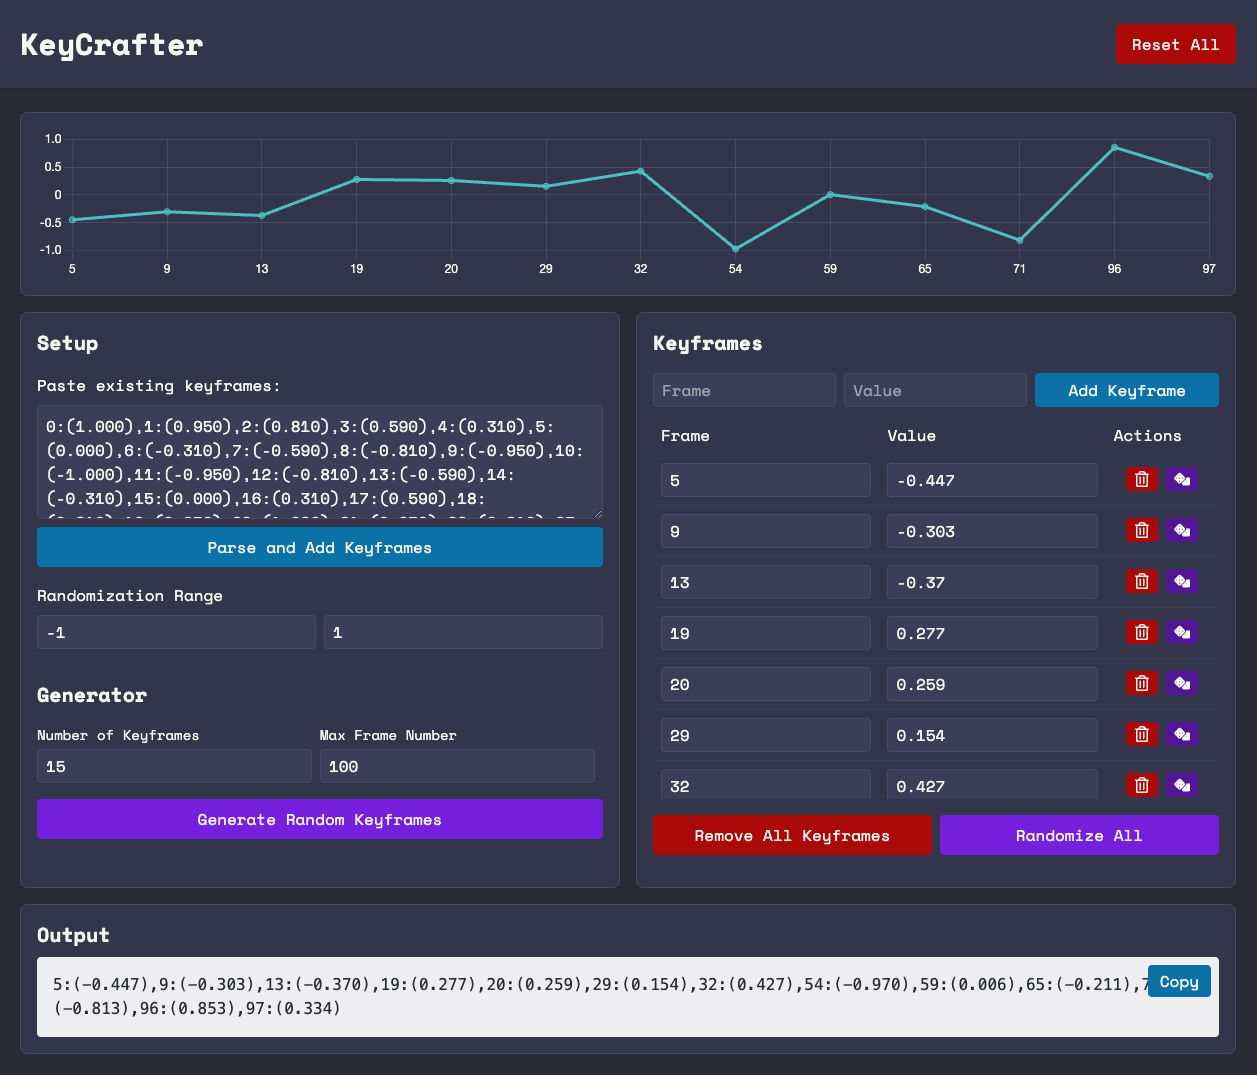 KeyCrafter
Reset All
1.0
0.5
0
-0.5
-1.0
5 9 13 19 20 29 32 54 59 65 71 96 97
Setup
Paste existing keyframes:
0:(1.000),1:(0.950),2:(0.810),3:(0.590),4:(0.310),5:
(0.000),6:(-0.310),7:(-0.590),8:(-0.810),9:(-0.950),10:
(-1.000),11:(-0.950),12:(-0.810),13:(-0.590),14:
(-0.310),15:(0.000),16:(0.310),17:(0.590),18:
Parse and Add Keyframes
Randomization Range
-1 1
Generator
Number of Keyframes Max Frame Number
15 100
Generate Random Keyframes
Keyframes
Frame Value Add Keyframe
Frame Value Actions
5 -0.447
9 -0.303
13 -0.37
19 0.277
20 0.259
29 0.154
32 0.427
Remove All Keyframes Randomize All
Output
Copy
5:(-0.447),9:(-0.303),13:(-0.370),19:(0.277),20:(0.259),29:(0.154),32:(0.427),54:(-0.970),59:(0.006),65:(-0.211),7
(-0.813),96:(0.853),97:(0.334)